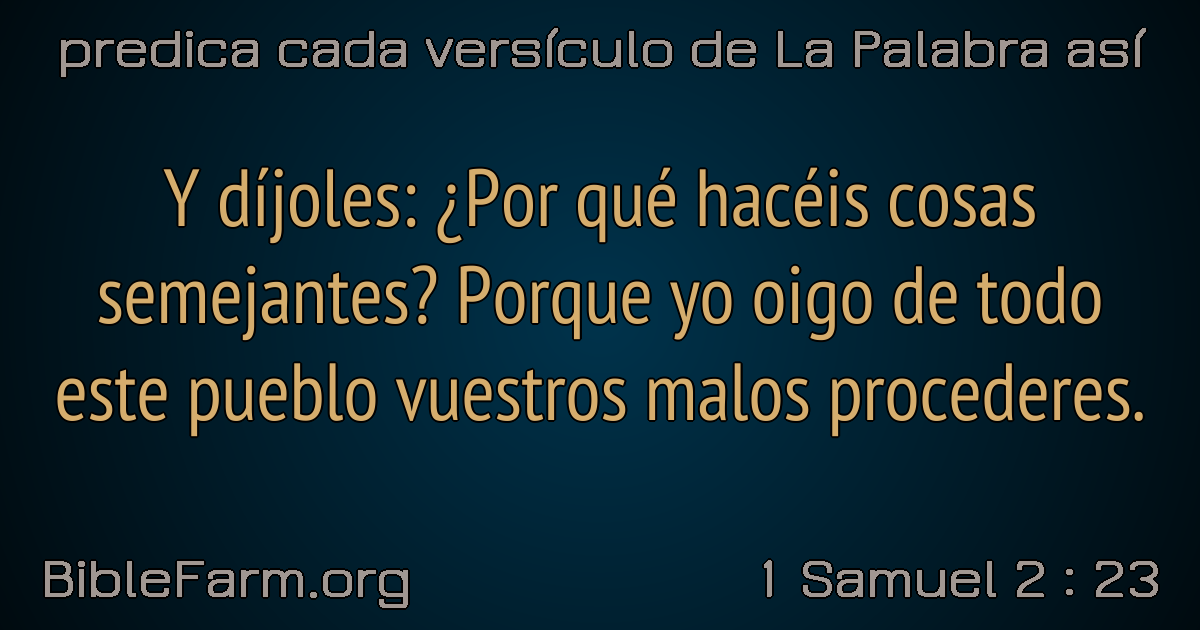 predica cada versículo de La Palabra así
Y díjoles: ¿Por qué hacéis cosas
semejantes? Porque yo oigo de todo
este pueblo vuestros malos procederes.
BibleFarm.org
1 Samuel 2 : 23